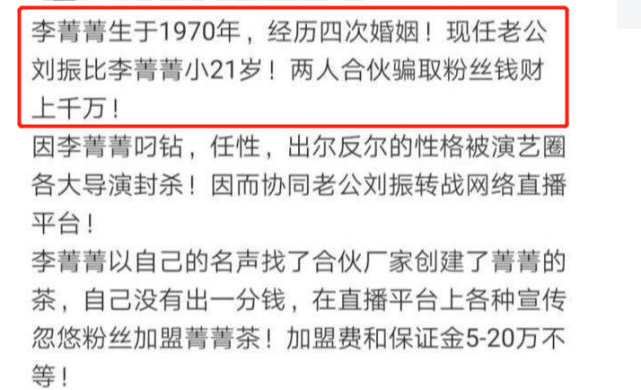 李菁菁生于1970年，经历四次婚姻！现任老公
刘振比李菁菁小21岁！两人合伙骗取粉丝钱财
上千万！
因李菁菁叼钻，任性，出尔反尔的性格被演艺圈
各大导演封杀！因而协同老公刘振转战网络直播
平台！
李菁菁以自己的名声找了合伙厂家创建了菁菁的
茶，自己没有出一分钱，在直播平台上各种宣传
忽悠粉丝加盟菁菁茶！加盟费和保证金5-20万不
等！